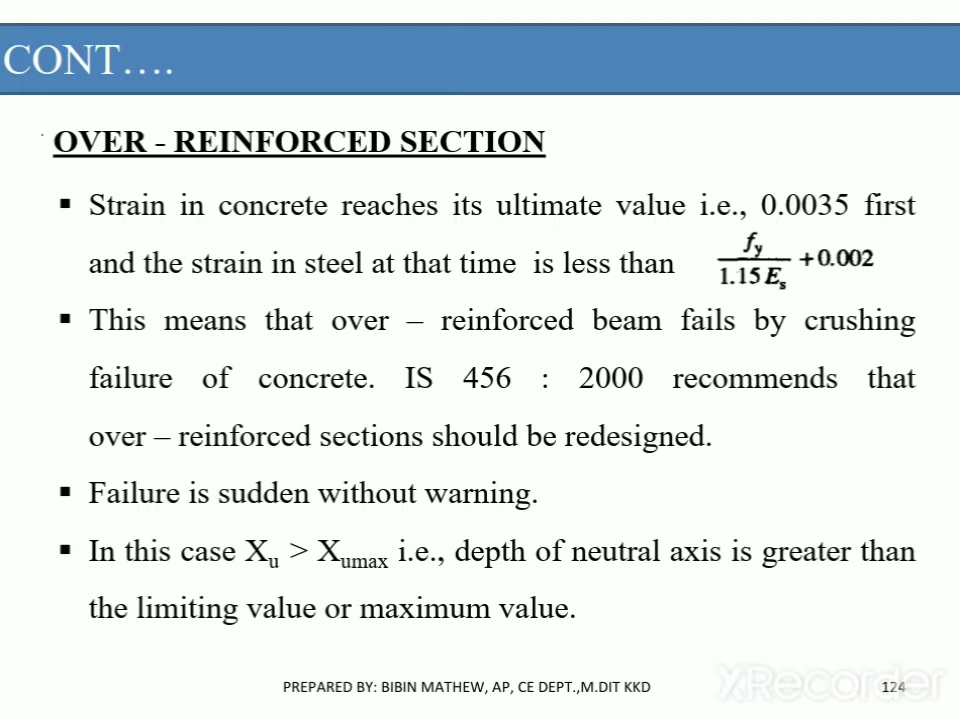 CONT….
OVER - REINFORCED SECTION
▪ Strain in concrete reaches its ultimate value i.e., 0.0035 first
and the strain in steel at that time is less than f_y / 1.15 E_s + 0.002
▪ This means that over – reinforced beam fails by crushing
failure of concrete. IS 456 : 2000 recommends that
over – reinforced sections should be redesigned.
▪ Failure is sudden without warning.
▪ In this case X_u > X_umax i.e., depth of neutral axis is greater than
the limiting value or maximum value.
PREPARED BY: BIBIN MATHEW, AP, CE DEPT.,M.DIT KKD
XRecorder
124